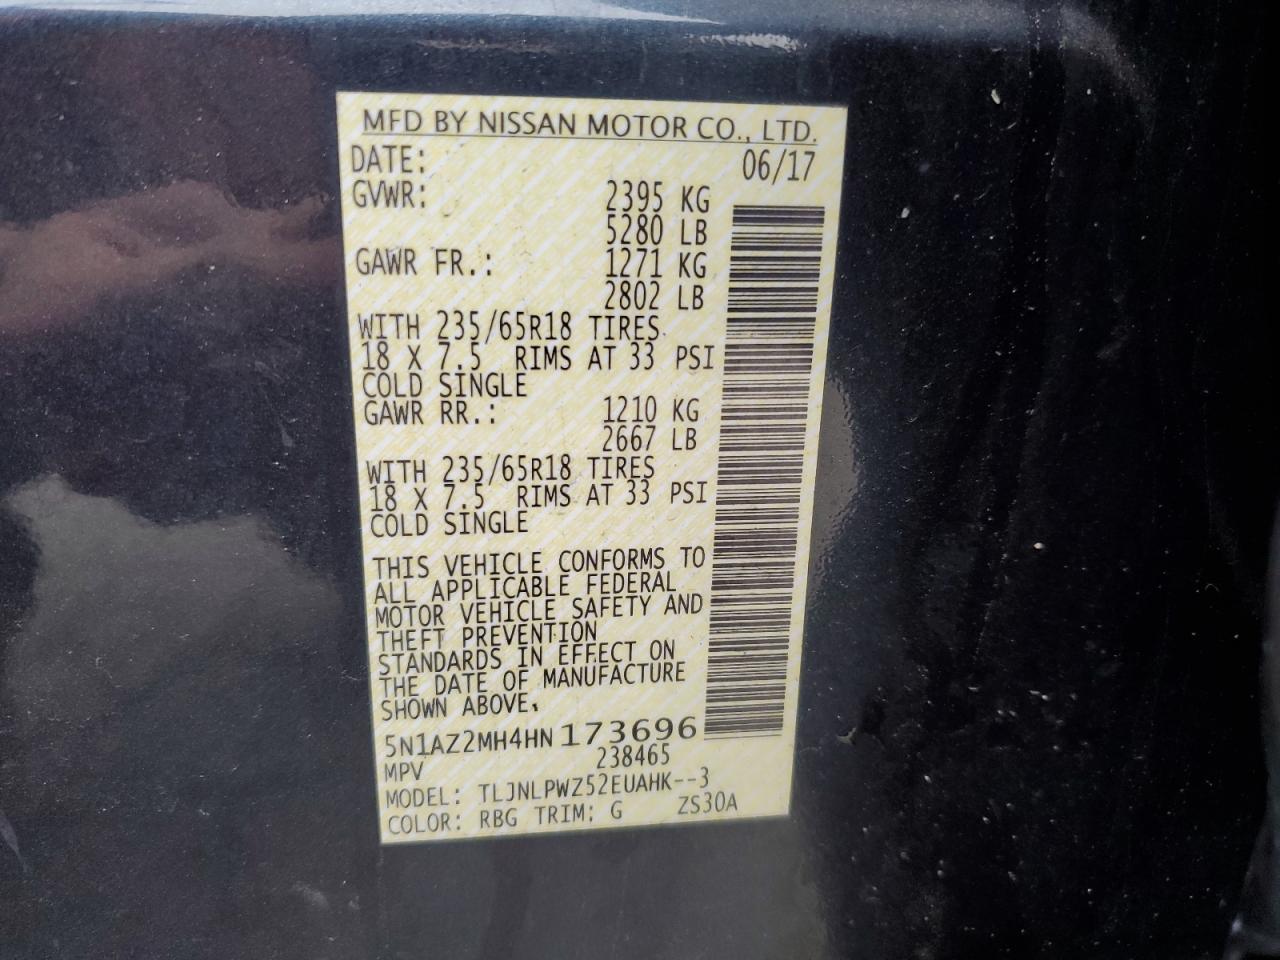 MFD BY NISSAN MOTOR CO., LTD.
DATE: 06/17
GVWR: 2395 KG
5280 LB
GAWR FR.: 1271 KG
2802 LB
WITH 235/65R18 TIRES
18 X 7.5 RIMS AT 33 PSI
COLD SINGLE
GAWR RR.: 1210 KG
2667 LB
WITH 235/65R18 TIRES
18 X 7.5 RIMS AT 33 PSI
COLD SINGLE
THIS VEHICLE CONFORMS TO
ALL APPLICABLE FEDERAL
MOTOR VEHICLE SAFETY AND
THEFT PREVENTION
STANDARDS IN EFFECT ON
THE DATE OF MANUFACTURE
SHOWN ABOVE.
5N1AZ2MH4HN173696
MPV 238465
MODEL: TLJNLPWZ52EUAHK--3
COLOR: RBG TRIM: G ZS30A